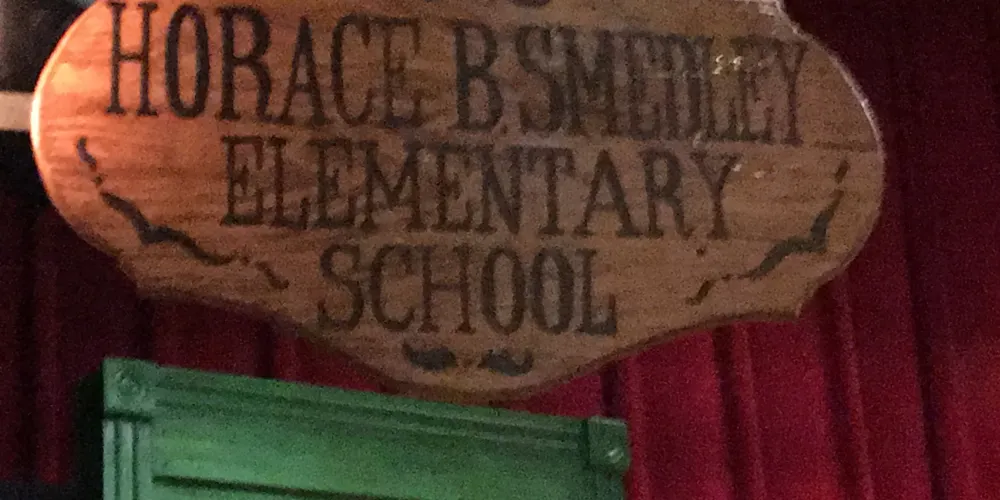 HORACE B. SMEDLEY
ELEMENTARY
SCHOOL